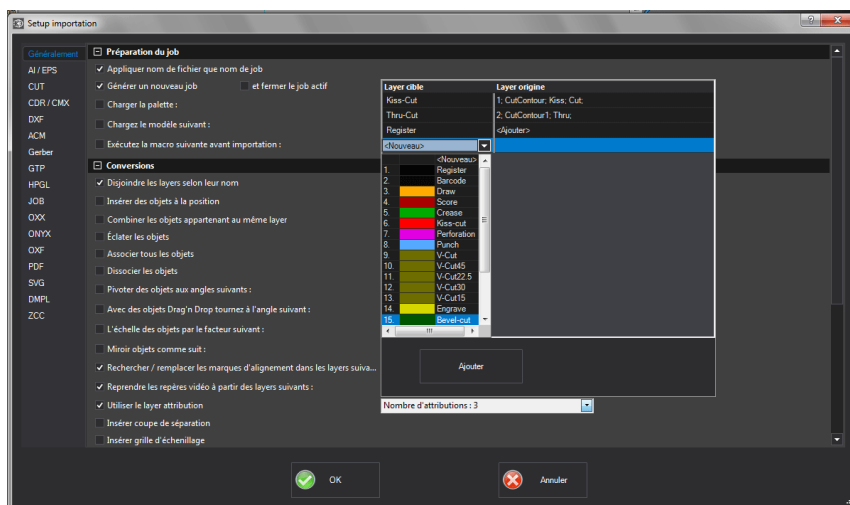 Setup importation
Généralement
AI / EPS
CUT
CDR / CMX
DXF
ACM
Gerber
GTP
HPGL
JOB
OXX
ONYX
OXF
PDF
SVG
DMPL
ZCC
Préparation du job
Appliquer nom de fichier que nom de job
Générer un nouveau job et fermer le job actif
Charger la palette :
Chargez le modèle suivant :
Exécutez la macro suivante avant importation :
Conversions
Disjoindre les layers selon leur nom
Insérer des objets à la position
Combiner les objets appartenant au même layer
Éclater les objets
Associer tous les objets
Dissocier les objets
Pivoter des objets aux angles suivants :
Avec des objets Drag'n Drop tournez à l'angle suivant :
L'échelle des objets par le facteur suivant :
Miroir objets comme suit :
Rechercher / remplacer les marques d'alignement dans les layers suiva...
Reprendre les repères vidéo à partir des layers suivants :
Utiliser le layer attribution
Insérer coupe de séparation
Insérer grille d'échenillage
Layer cible Layer origine
Kiss-Cut 1; CutContour; Kiss; Cut;
Thru-Cut 2; CutContour1; Thru;
Register <Ajouter>
<Nouveau>
<Nouveau>
1. Register
2. Barcode
3. Draw
4. Score
5. Crease
6. Kiss-cut
7. Perforation
8. Punch
9. V-Cut
10. V-Cut45
11. V-Cut22.5
12. V-Cut30
13. V-Cut15
14. Engrave
15. Bevel-cut
Ajouter
Nombre d'attributions : 3
OK
Annuler